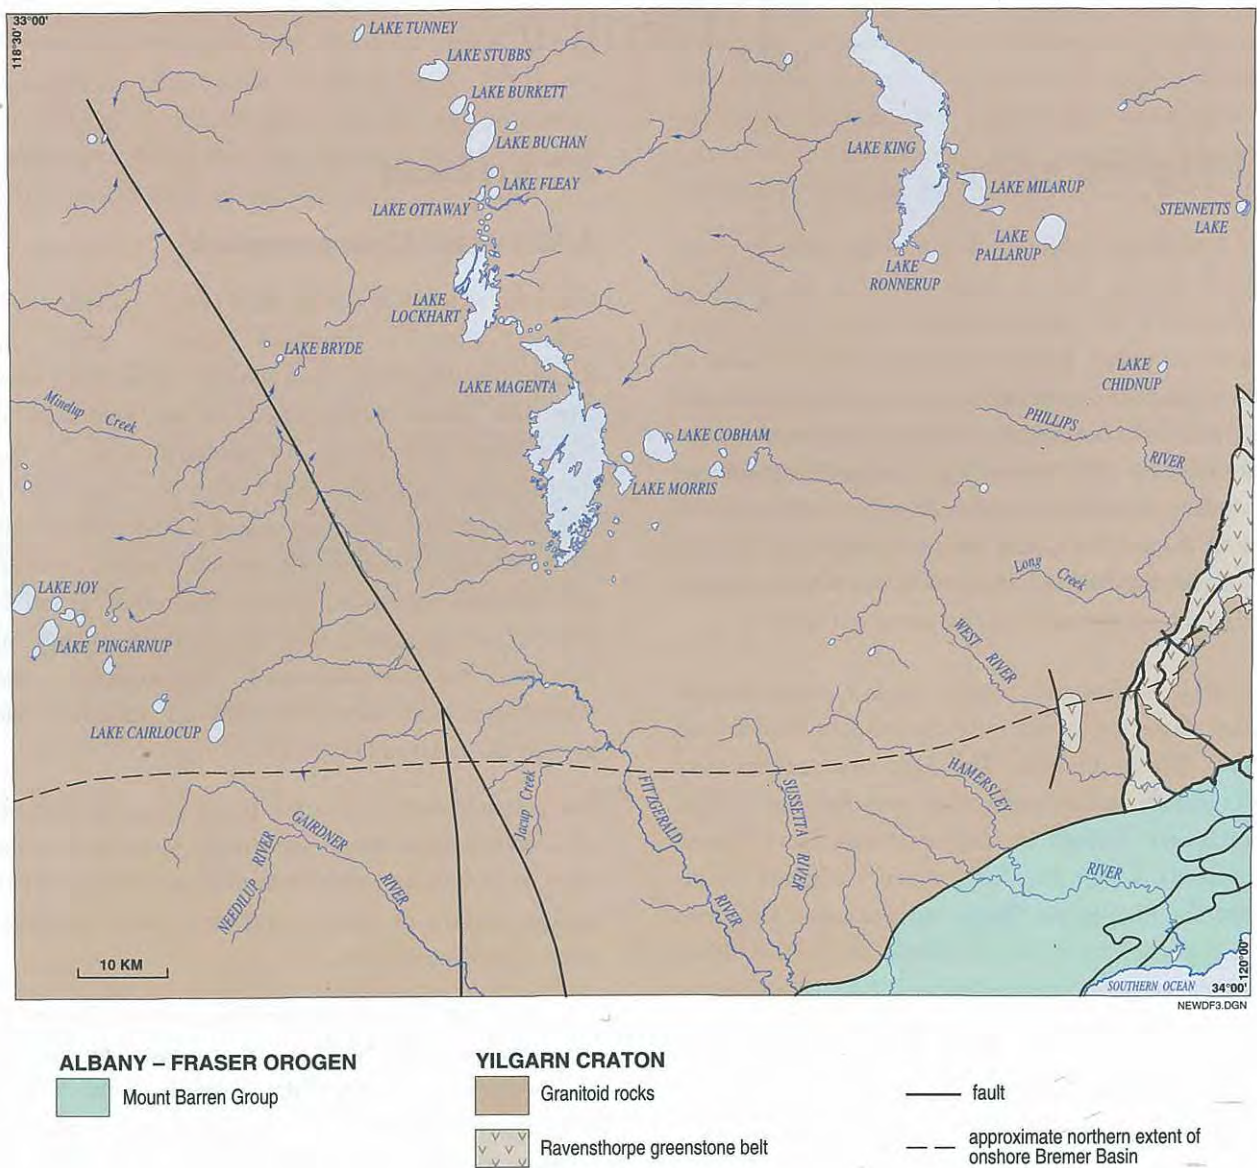 33°00'
118°30'
LAKE TUNNEY
LAKE STUBBS
LAKE BURKETT
LAKE BUCHAN
LAKE KING
LAKE FLEAY
LAKE MILARUP
LAKE OTTAWAY
STENNETTS
LAKE
LAKE
PALLARUP
LAKE
RONNERUP
LAKE
LOCKHART
LAKE BRYDE
LAKE
CHIDNUP
LAKE MAGENTA
Minelup Creek
PHILLIPS
RIVER
LAKE COBHAM
LAKE MORRIS
Long Creek
LAKE JOY
LAKE PINGARNUP
WEST RIVER
LAKE CAIRLOCUP
HAMERSLEY
RIVER
Jacup Creek
FITZGERALD
RIVER
SUSSETTA
RIVER
GAIRDNER
RIVER
NEEDILUP RIVER
10 KM
120°00'
SOUTHERN OCEAN
34°00'
NEWDF3.DGN
ALBANY – FRASER OROGEN
Mount Barren Group
YILGARN CRATON
Granitoid rocks
Ravensthorpe greenstone belt
fault
approximate northern extent of
onshore Bremer Basin